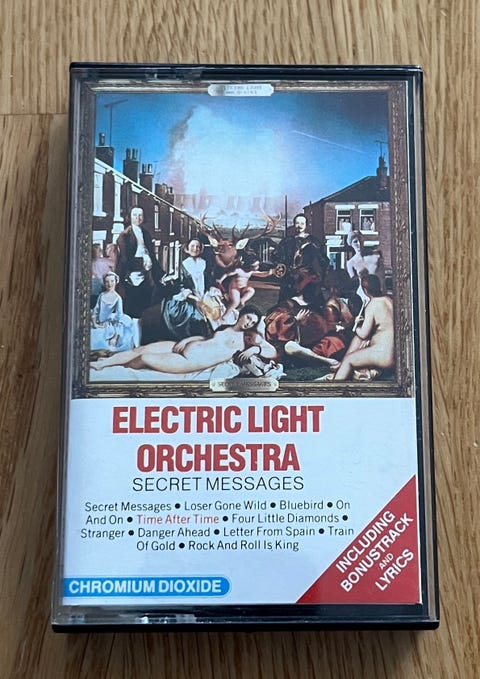 SECRET MESSAGES
ELECTRIC LIGHT
ORCHESTRA
SECRET MESSAGES
Secret Messages • Loser Gone Wild • Bluebird • On
And On • Time After Time • Four Little Diamonds •
Stranger • Danger Ahead • Letter From Spain • Train
Of Gold • Rock And Roll Is King
INCLUDING
BONUSTRACK
AND
LYRICS
CHROMIUM DIOXIDE